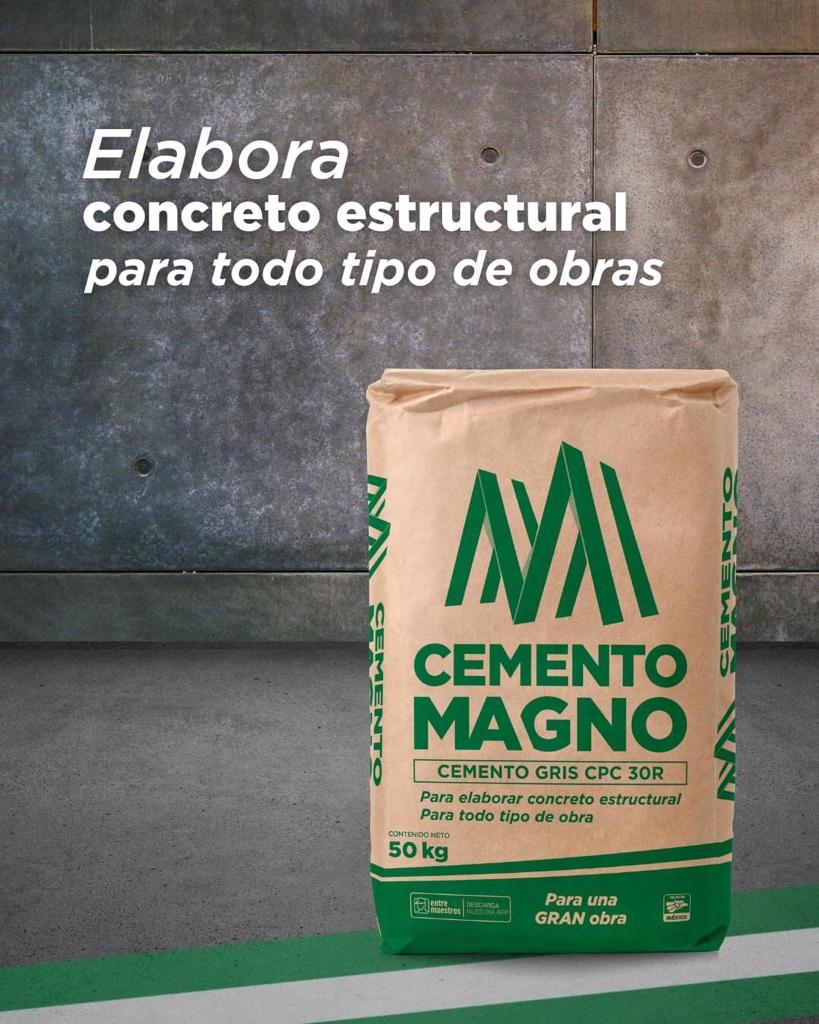 Elabora
concreto estructural
para todo tipo de obras
CEMENTO
MAGNO
CEMENTO GRIS CPC 30R
Para elaborar concreto estructural
Para todo tipo de obra
CONTENIDO NETO
50 kg
entre
maestros
DESCARGA
NUESTRA APP
Para una
GRAN obra
MÉXICO
CEMENTO
CEMENTO